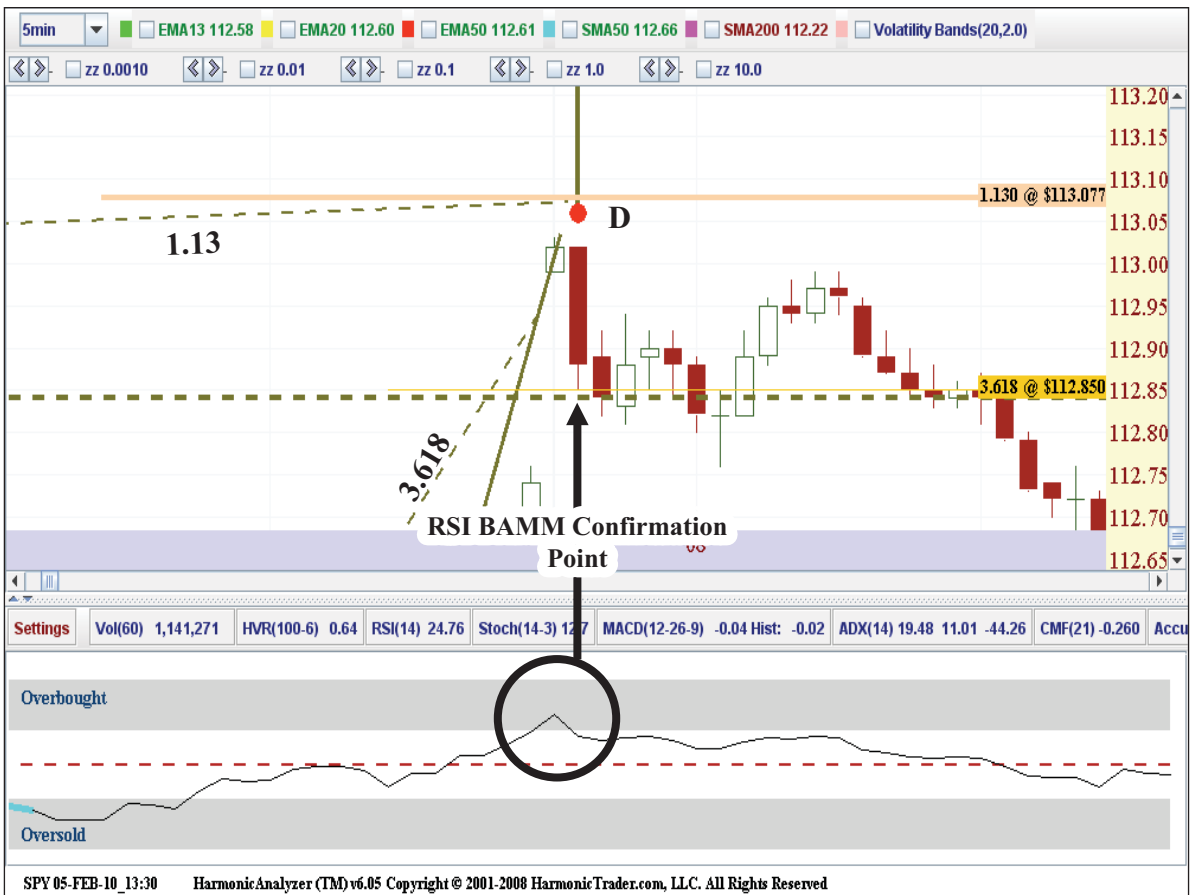 5min EMA13 112.58 EMA20 112.60 EMA50 112.61 SMA50 112.66 SMA200 112.22 Volatility Bands(20,2.0)
zz 0.0010 zz 0.01 zz 0.1 zz 1.0 zz 10.0
113.20
113.15
113.10
1.130 @ $113.077
113.05
D
1.13
113.00
112.95
112.90
3.618 @ $112.850
112.85
112.80
3.618
112.75
112.70
RSI BAMM Confirmation
Point
112.65
Settings Vol(60) 1,141,271 HVR(100-6) 0.64 RSI(14) 24.76 Stoch(14-3) MACD(12-26-9) -0.04 Hist: -0.02 ADX(14) 19.48 11.01 -44.26 CMF(21) -0.260 Accu
Overbought
Oversold
SPY 05-FEB-10_13:30 HarmonicAnalyzer (TM) v6.05 Copyright © 2001-2008 HarmonicTrader.com, LLC. All Rights Reserved